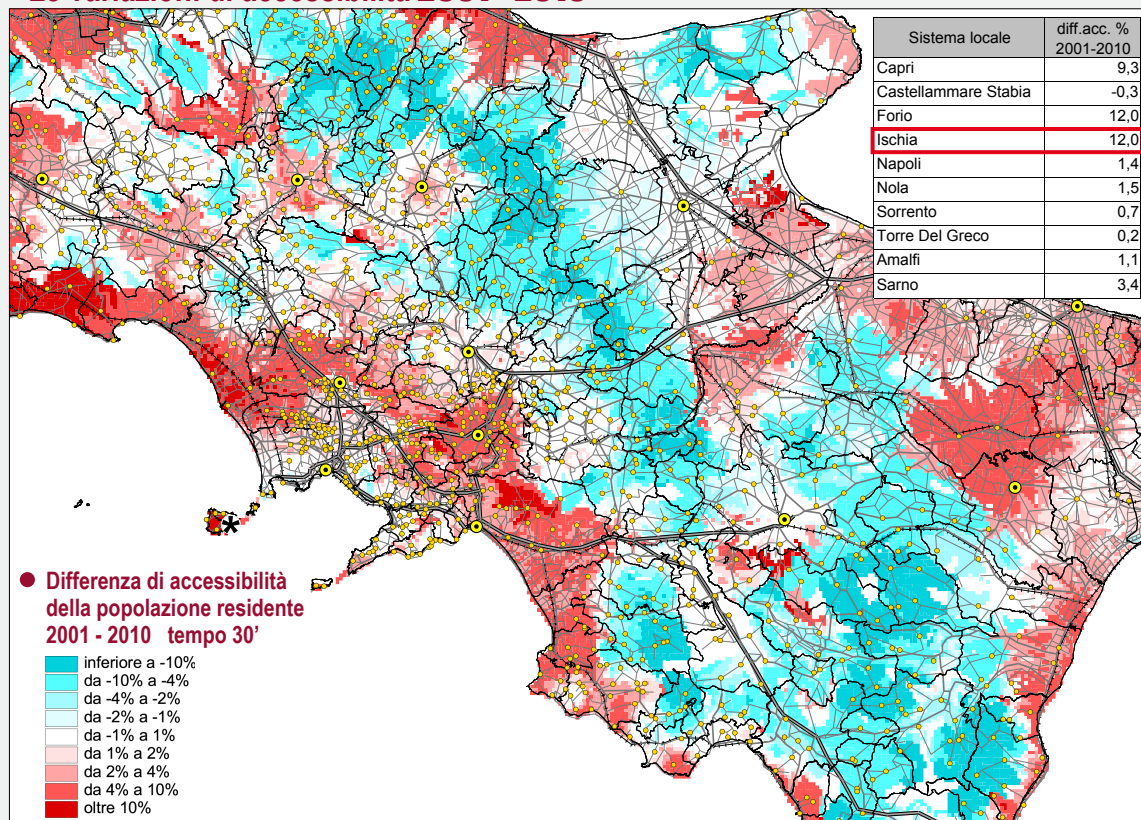 Sistema locale diff.acc. % 2001-2010
Capri 9,3
Castellammare Stabia -0,3
Forio 12,0
Ischia 12,0
Napoli 1,4
Nola 1,5
Sorrento 0,7
Torre Del Greco 0,2
Amalfi 1,1
Sarno 3,4
*
● Differenza di accessibilità
della popolazione residente
2001 - 2010 tempo 30’
inferiore a -10%
da -10% a -4%
da -4% a -2%
da -2% a -1%
da -1% a 1%
da 1% a 2%
da 2% a 4%
da 4% a 10%
oltre 10%